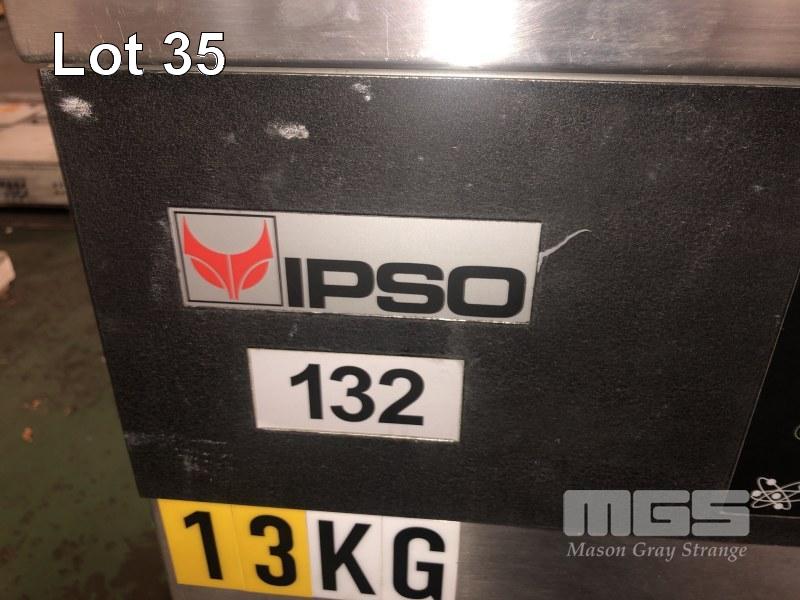 Lot 35
IPSO
132
13KG
MGS
Mason Gray Strange